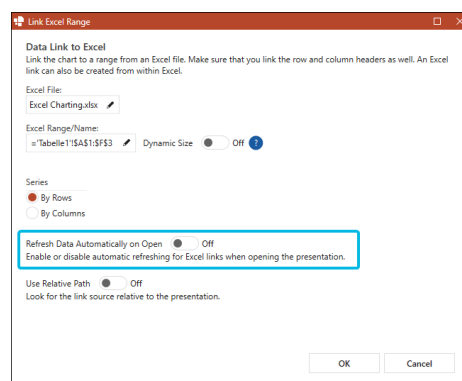 Link Excel Range
Data Link to Excel
Link the chart to a range from an Excel file. Make sure that you link the row and column headers as well. An Excel
link can also be created from within Excel.
Excel File:
Excel Charting.xlsx
Excel Range/Name:
='Tabelle1'!$A$1:$F$3 Dynamic Size Off ?
Series
By Rows
By Columns
Refresh Data Automatically on Open Off
Enable or disable automatic refreshing for Excel links when opening the presentation.
Use Relative Path Off
Look for the link source relative to the presentation.
OK Cancel